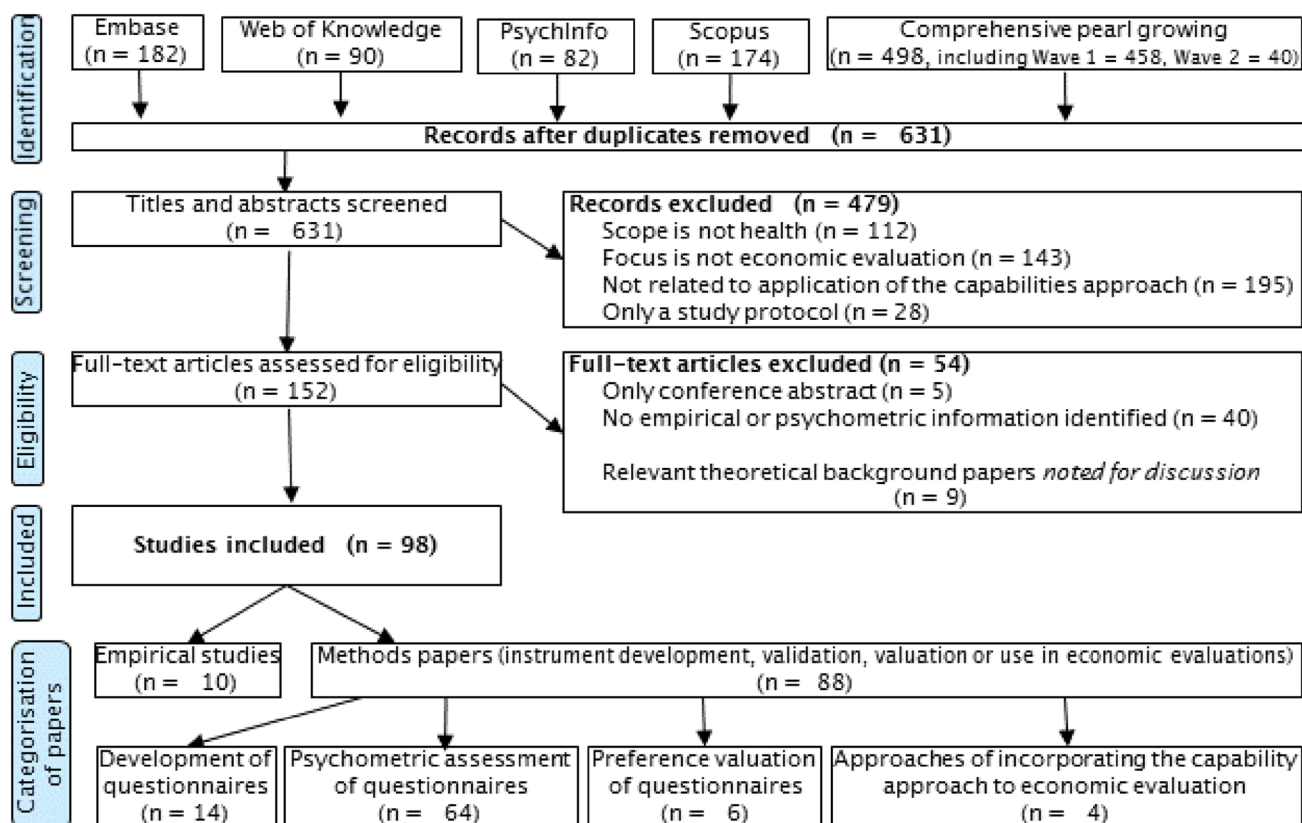 Identification
Embase
(n = 182)
Web of Knowledge
(n = 90)
PsychInfo
(n = 82)
Scopus
(n = 174)
Comprehensive pearl growing
(n = 498, including Wave 1 = 458, Wave 2 = 40)
Records after duplicates removed (n = 631)
Screening
Titles and abstracts screened
(n = 631)
Records excluded (n = 479)
Scope is not health (n = 112)
Focus is not economic evaluation (n = 143)
Not related to application of the capabilities approach (n = 195)
Only a study protocol (n = 28)
Eligibility
Full-text articles assessed for eligibility
(n = 152)
Full-text articles excluded (n = 54)
Only conference abstract (n = 5)
No empirical or psychometric information identified (n = 40)
Relevant theoretical background papers noted for discussion
(n = 9)
Included
Studies included (n = 98)
Categorisation
of papers
Empirical studies
(n = 10)
Methods papers (instrument development, validation, valuation or use in economic evaluations)
(n = 88)
Development of
questionnaires
(n = 14)
Psychometric assessment
of questionnaires
(n = 64)
Preference valuation
of questionnaires
(n = 6)
Approaches of incorporating the capability
approach to economic evaluation
(n = 4)